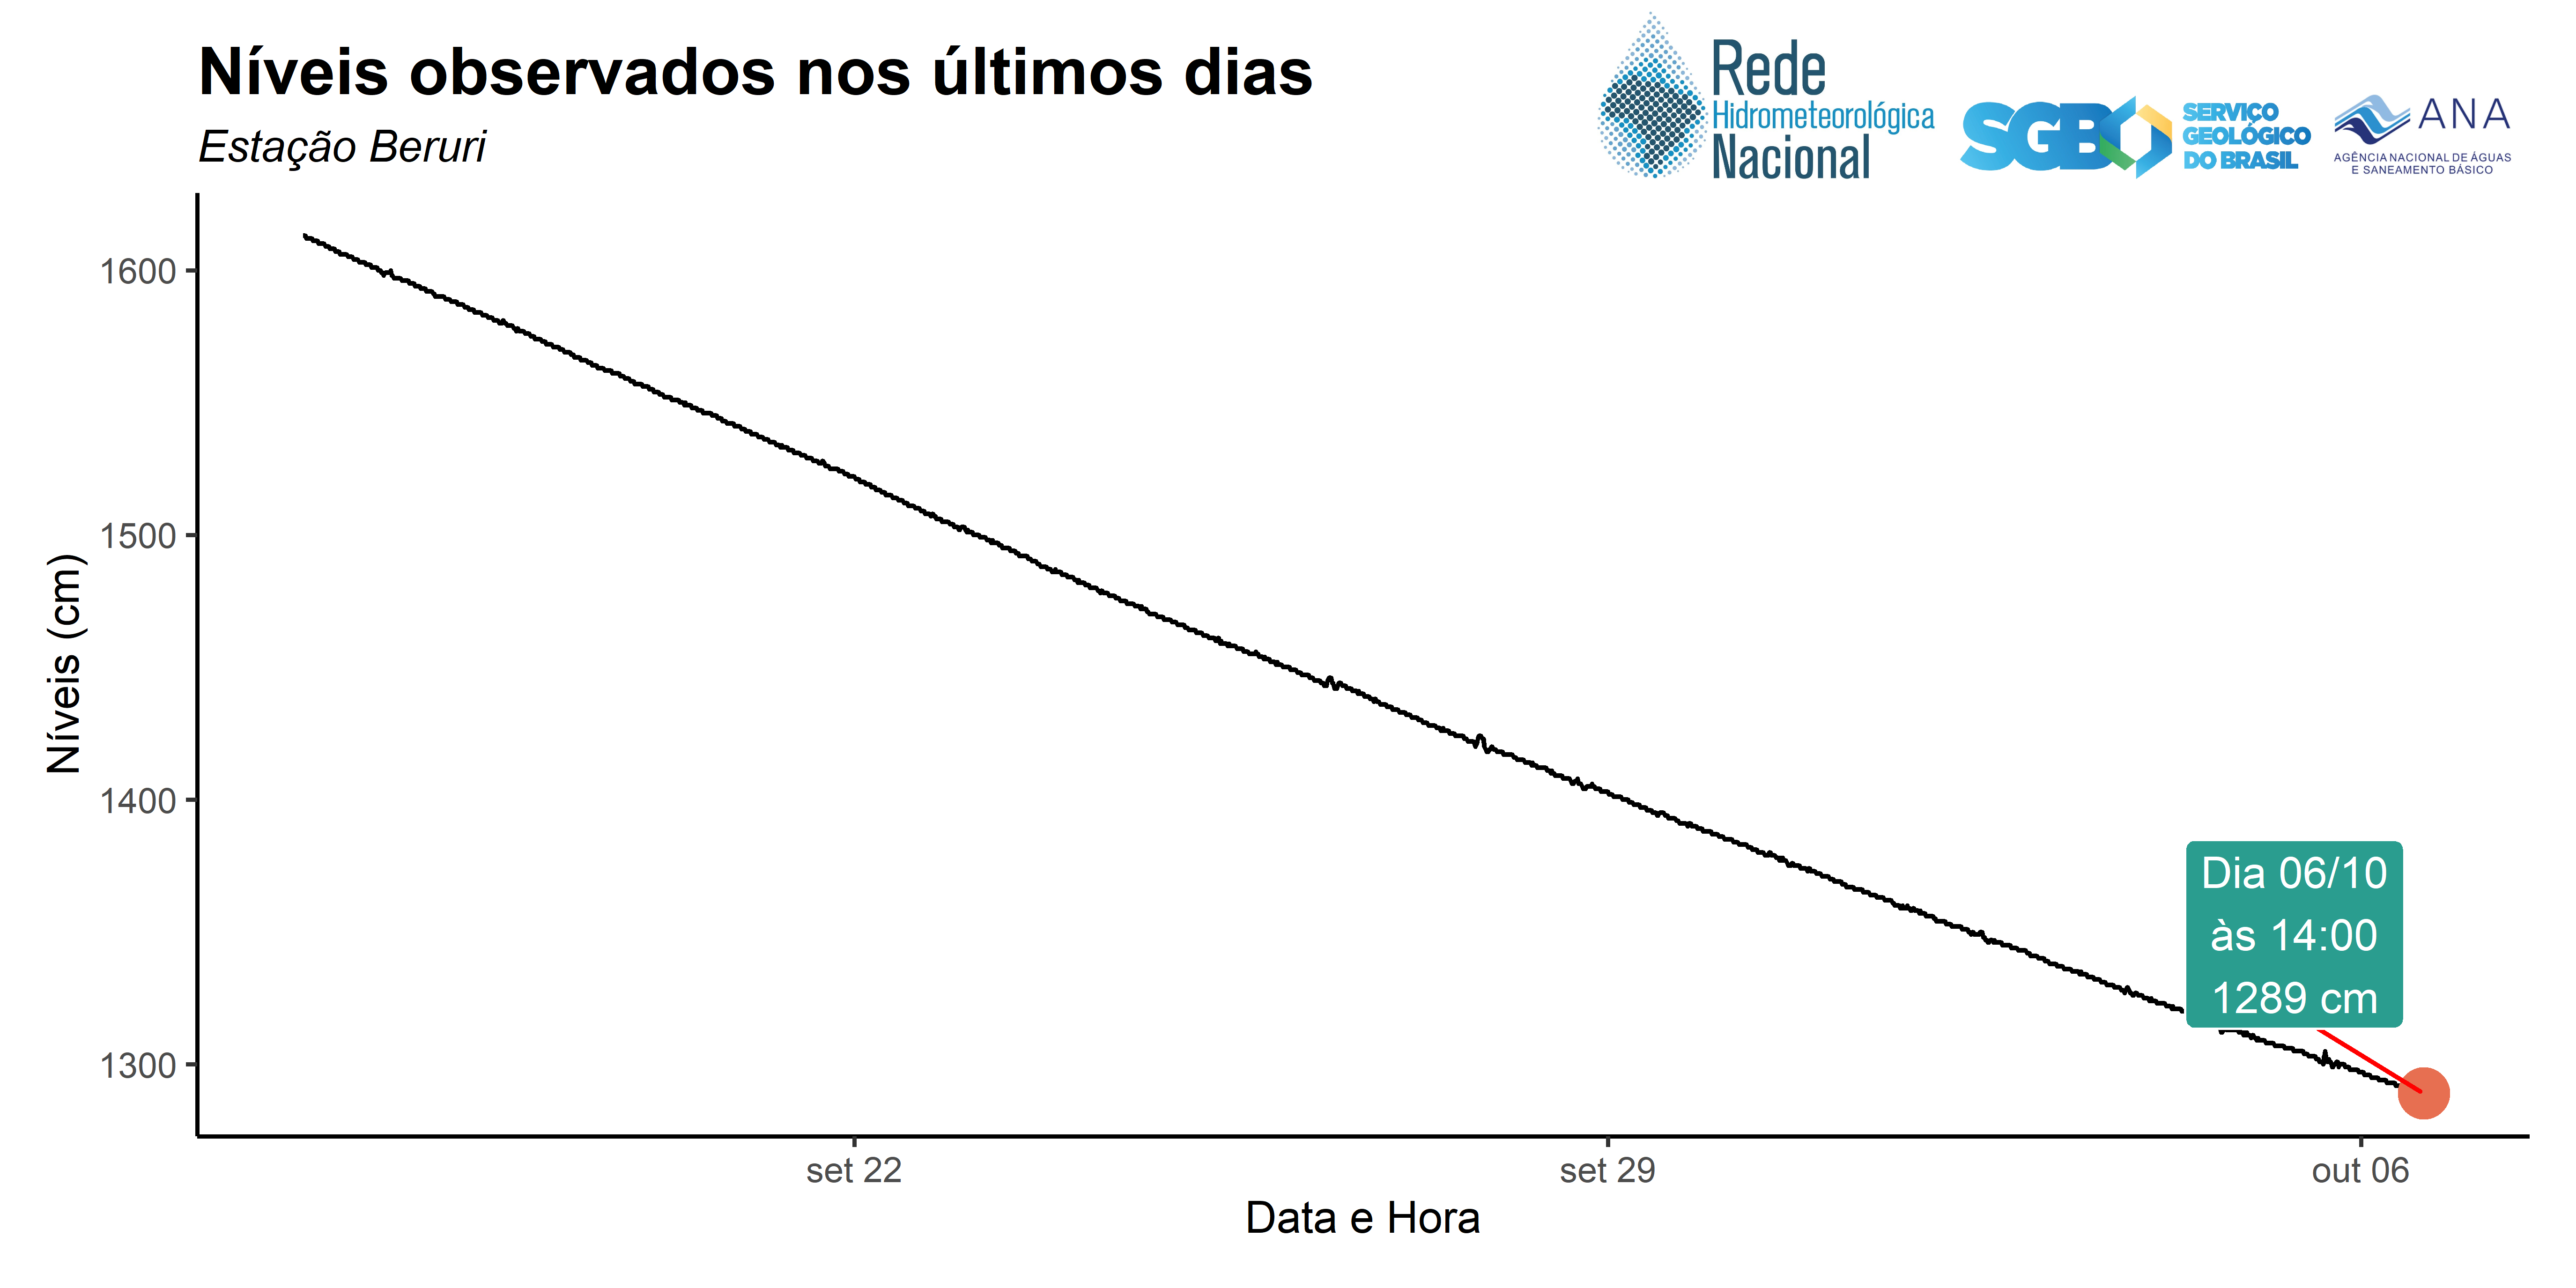 Níveis observados nos últimos dias
Estação Beruri
Rede
Hidrometeorológica
Nacional
SGB
SERVIÇO
GEOLÓGICO
DO BRASIL
ANA
AGÊNCIA NACIONAL DE ÁGUAS
E SANEAMENTO BÁSICO
Níveis (cm)
1600
1500
1400
1300
Dia 06/10
às 14:00
1289 cm
set 22
set 29
out 06
Data e Hora